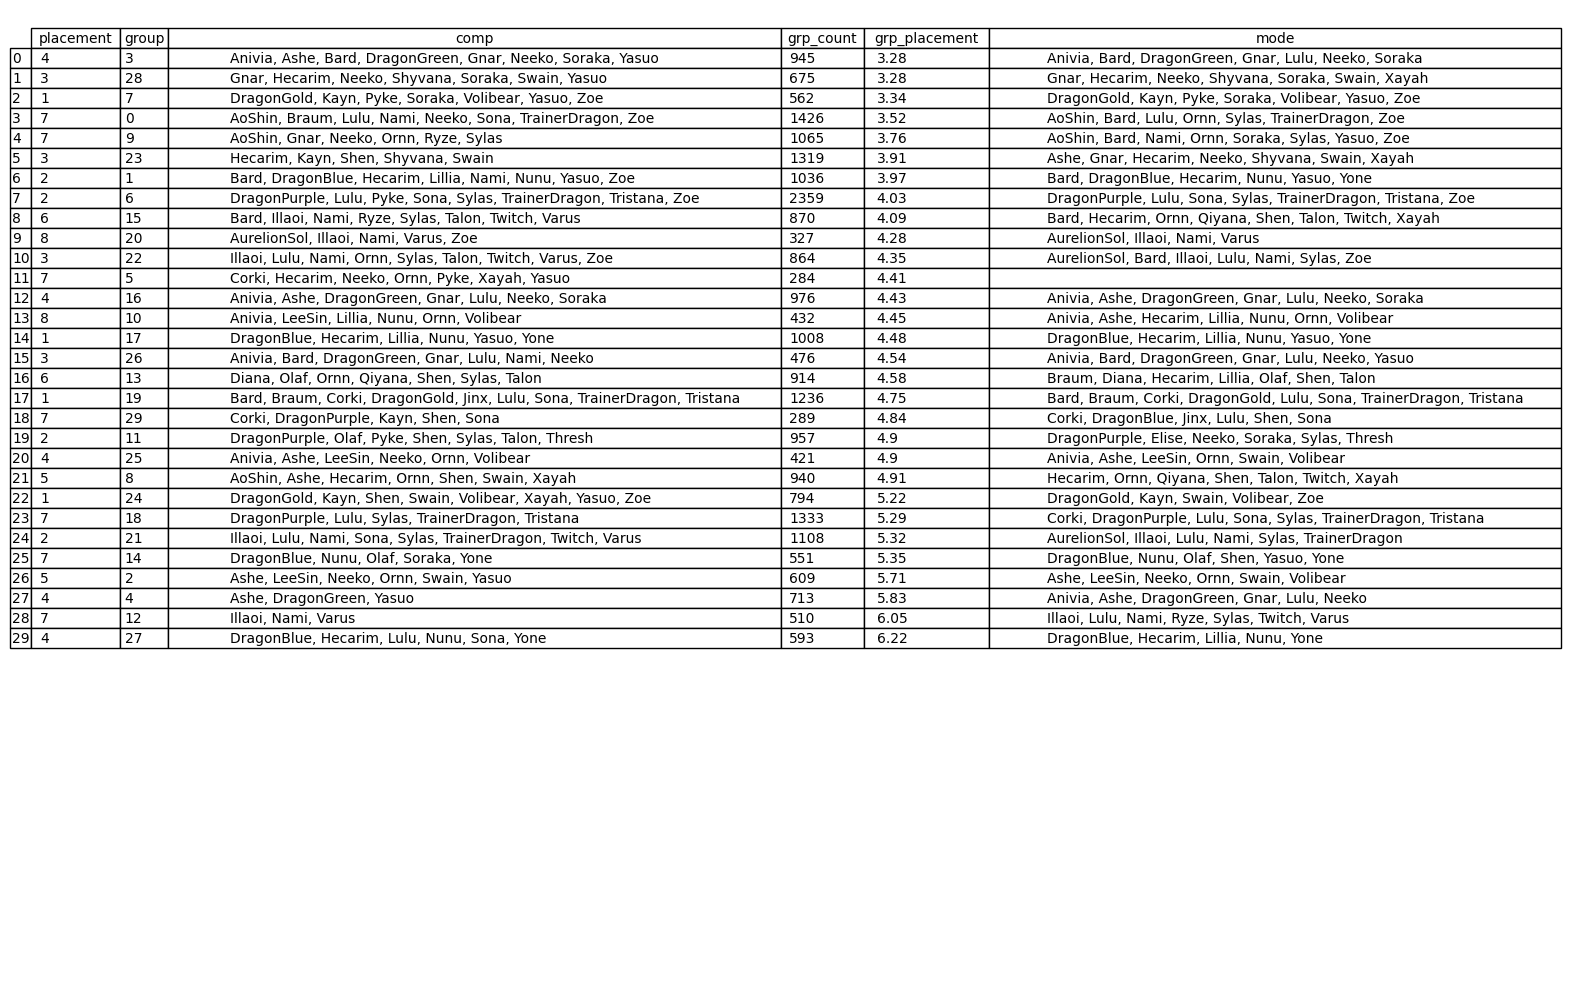 placement group comp grp_count grp_placement mode
0 4 3 Anivia, Ashe, Bard, DragonGreen, Gnar, Neeko, Soraka, Yasuo 945 3.28 Anivia, Bard, DragonGreen, Gnar, Lulu, Neeko, Soraka
1 3 28 Gnar, Hecarim, Neeko, Shyvana, Soraka, Swain, Yasuo 675 3.28 Gnar, Hecarim, Neeko, Shyvana, Soraka, Swain, Xayah
2 1 7 DragonGold, Kayn, Pyke, Soraka, Volibear, Yasuo, Zoe 562 3.34 DragonGold, Kayn, Pyke, Soraka, Volibear, Yasuo, Zoe
3 7 0 AoShin, Braum, Lulu, Nami, Neeko, Sona, TrainerDragon, Zoe 1426 3.52 AoShin, Bard, Lulu, Ornn, Sylas, TrainerDragon, Zoe
4 7 9 AoShin, Gnar, Neeko, Ornn, Ryze, Sylas 1065 3.76 AoShin, Bard, Nami, Ornn, Soraka, Sylas, Yasuo, Zoe
5 3 23 Hecarim, Kayn, Shen, Shyvana, Swain 1319 3.91 Ashe, Gnar, Hecarim, Neeko, Shyvana, Swain, Xayah
6 2 1 Bard, DragonBlue, Hecarim, Lillia, Nami, Nunu, Yasuo, Zoe 1036 3.97 Bard, DragonBlue, Hecarim, Nunu, Yasuo, Yone
7 2 6 DragonPurple, Lulu, Pyke, Sona, Sylas, TrainerDragon, Tristana, Zoe 2359 4.03 DragonPurple, Lulu, Sona, Sylas, TrainerDragon, Tristana, Zoe
8 6 15 Bard, Illaoi, Nami, Ryze, Sylas, Talon, Twitch, Varus 870 4.09 Bard, Hecarim, Ornn, Qiyana, Shen, Talon, Twitch, Xayah
9 8 20 AurelionSol, Illaoi, Nami, Varus, Zoe 327 4.28 AurelionSol, Illaoi, Nami, Varus
10 3 22 Illaoi, Lulu, Nami, Ornn, Sylas, Talon, Twitch, Varus, Zoe 864 4.35 AurelionSol, Bard, Illaoi, Lulu, Nami, Sylas, Zoe
11 7 5 Corki, Hecarim, Neeko, Ornn, Pyke, Xayah, Yasuo 284 4.41
12 4 16 Anivia, Ashe, DragonGreen, Gnar, Lulu, Neeko, Soraka 976 4.43 Anivia, Ashe, DragonGreen, Gnar, Lulu, Neeko, Soraka
13 8 10 Anivia, LeeSin, Lillia, Nunu, Ornn, Volibear 432 4.45 Anivia, Ashe, Hecarim, Lillia, Nunu, Ornn, Volibear
14 1 17 DragonBlue, Hecarim, Lillia, Nunu, Yasuo, Yone 1008 4.48 DragonBlue, Hecarim, Lillia, Nunu, Yasuo, Yone
15 3 26 Anivia, Bard, DragonGreen, Gnar, Lulu, Nami, Neeko 476 4.54 Anivia, Bard, DragonGreen, Gnar, Lulu, Neeko, Yasuo
16 6 13 Diana, Olaf, Ornn, Qiyana, Shen, Sylas, Talon 914 4.58 Braum, Diana, Hecarim, Lillia, Olaf, Shen, Talon
17 1 19 Bard, Braum, Corki, DragonGold, Jinx, Lulu, Sona, TrainerDragon, Tristana 1236 4.75 Bard, Braum, Corki, DragonGold, Lulu, Sona, TrainerDragon, Tristana
18 7 29 Corki, DragonPurple, Kayn, Shen, Sona 289 4.84 Corki, DragonBlue, Jinx, Lulu, Shen, Sona
19 2 11 DragonPurple, Olaf, Pyke, Shen, Sylas, Talon, Thresh 957 4.9 DragonPurple, Elise, Neeko, Soraka, Sylas, Thresh
20 4 25 Anivia, Ashe, LeeSin, Neeko, Ornn, Volibear 421 4.9 Anivia, Ashe, LeeSin, Ornn, Swain, Volibear
21 5 8 AoShin, Ashe, Hecarim, Ornn, Shen, Swain, Xayah 940 4.91 Hecarim, Ornn, Qiyana, Shen, Talon, Twitch, Xayah
22 1 24 DragonGold, Kayn, Shen, Swain, Volibear, Xayah, Yasuo, Zoe 794 5.22 DragonGold, Kayn, Swain, Volibear, Zoe
23 7 18 DragonPurple, Lulu, Sylas, TrainerDragon, Tristana 1333 5.29 Corki, DragonPurple, Lulu, Sona, Sylas, TrainerDragon, Tristana
24 2 21 Illaoi, Lulu, Nami, Sona, Sylas, TrainerDragon, Twitch, Varus 1108 5.32 AurelionSol, Illaoi, Lulu, Nami, Sylas, TrainerDragon
25 7 14 DragonBlue, Nunu, Olaf, Soraka, Yone 551 5.35 DragonBlue, Nunu, Olaf, Shen, Yasuo, Yone
26 5 2 Ashe, LeeSin, Neeko, Ornn, Swain, Yasuo 609 5.71 Ashe, LeeSin, Neeko, Ornn, Swain, Volibear
27 4 4 Ashe, DragonGreen, Yasuo 713 5.83 Anivia, Ashe, DragonGreen, Gnar, Lulu, Neeko
28 7 12 Illaoi, Nami, Varus 510 6.05 Illaoi, Lulu, Nami, Ryze, Sylas, Twitch, Varus
29 4 27 DragonBlue, Hecarim, Lulu, Nunu, Sona, Yone 593 6.22 DragonBlue, Hecarim, Lillia, Nunu, Yone